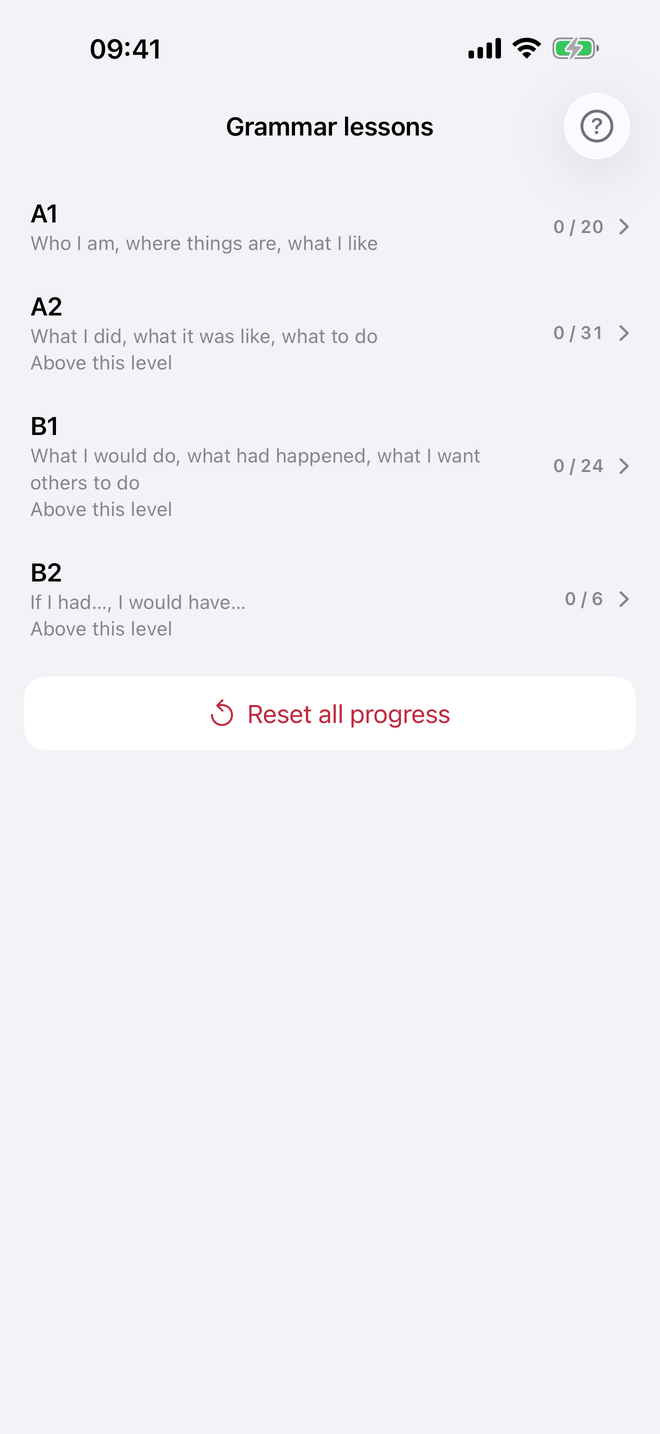 09:41
Grammar lessons
?
A1
Who I am, where things are, what I like
0 / 20
A2
What I did, what it was like, what to do
Above this level
0 / 31
B1
What I would do, what had happened, what I want
others to do
Above this level
0 / 24
B2
If I had…, I would have…
Above this level
0 / 6
Reset all progress